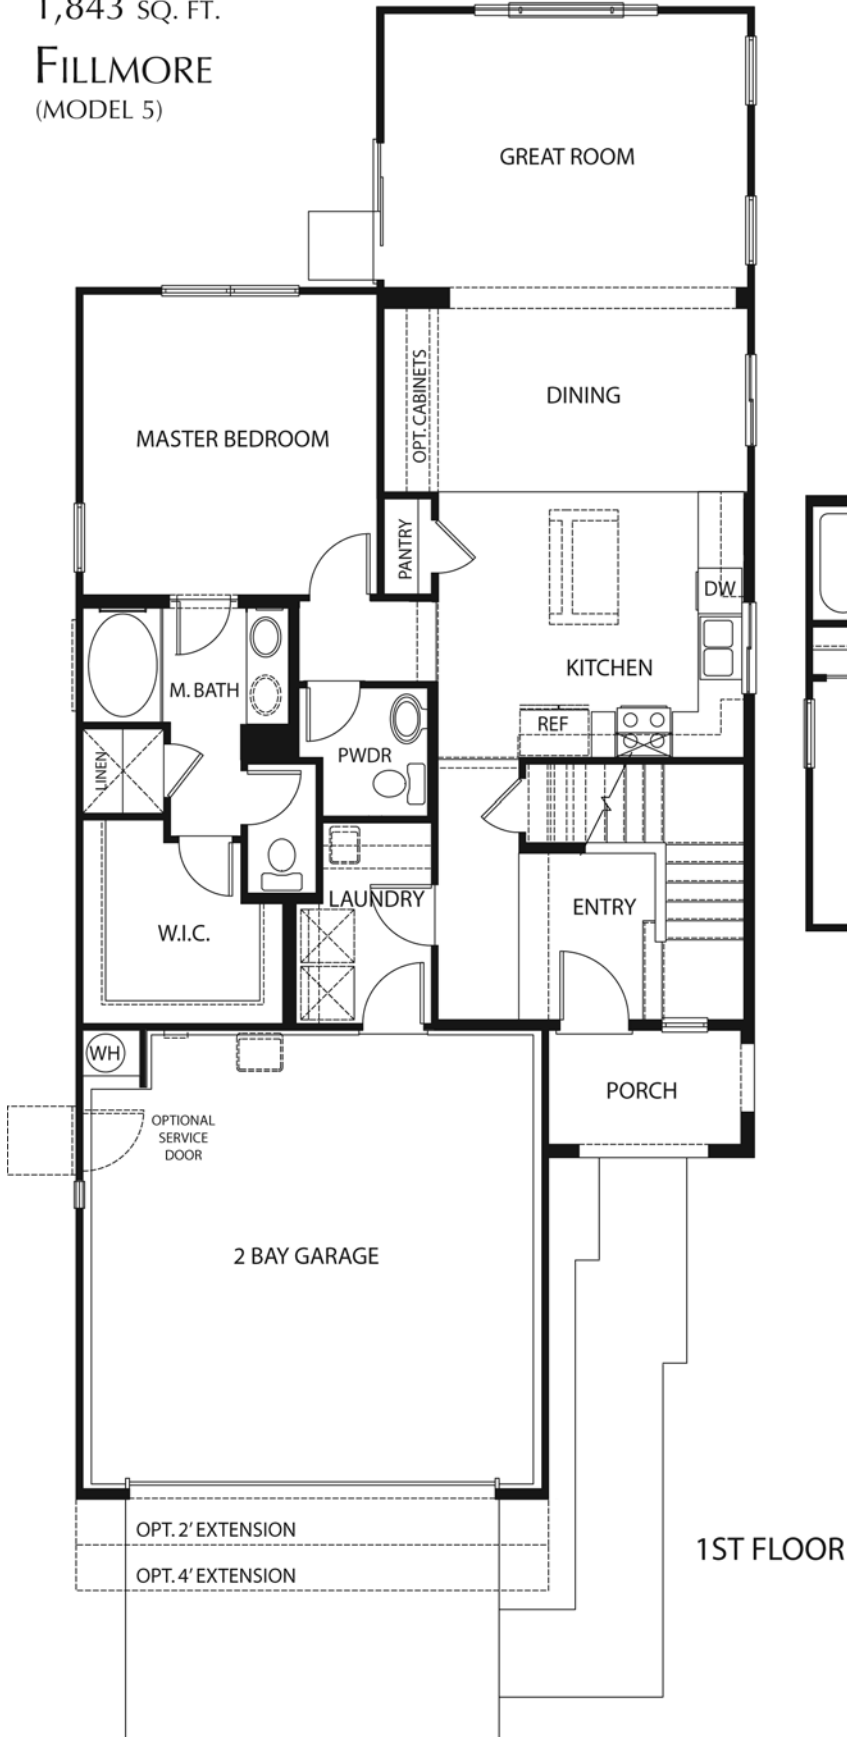 1,843 SQ. FT.
FILLMORE
(MODEL 5)
GREAT ROOM
OPT. CABINETS
DINING
MASTER BEDROOM
PANTRY
DW
KITCHEN
M. BATH
REF
PWDR
LINEN
LAUNDRY
ENTRY
W.I.C.
WH
PORCH
OPTIONAL
SERVICE
DOOR
2 BAY GARAGE
OPT. 2' EXTENSION
1ST FLOOR
OPT. 4' EXTENSION